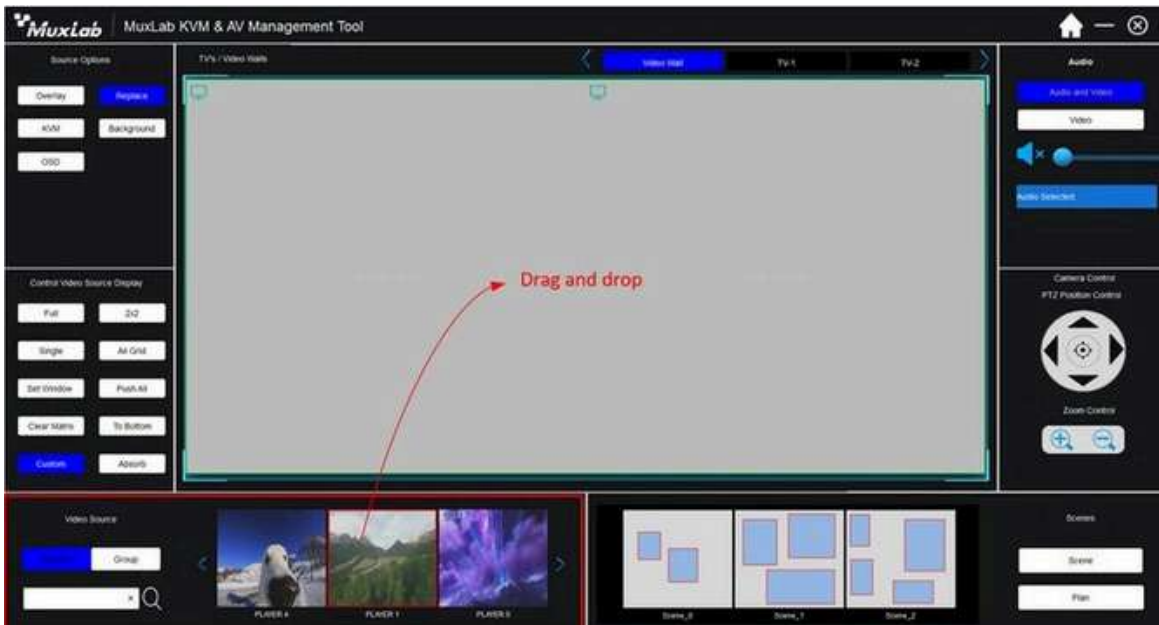 MuxLab MuxLab KVM & AV Management Tool
Source Options
Overlay Replace
KVM Background
OSD
TV's / Video Walls
Video Wall TV-1 TV-2
Audio
Audio and Video
Video
Audio Selected
Drag and drop
Control Video Source Display
Full 2x2
Single All Grid
Set Window Push All
Clear Matrix To Bottom
Custom Absorb
Camera Control
PTZ Position Control
Zoom Control
Video Source
Group
PLAYER 4 PLAYER 1 PLAYER 5
Scene_0 Scene_1 Scene_2
Scenes
Scene
Plan